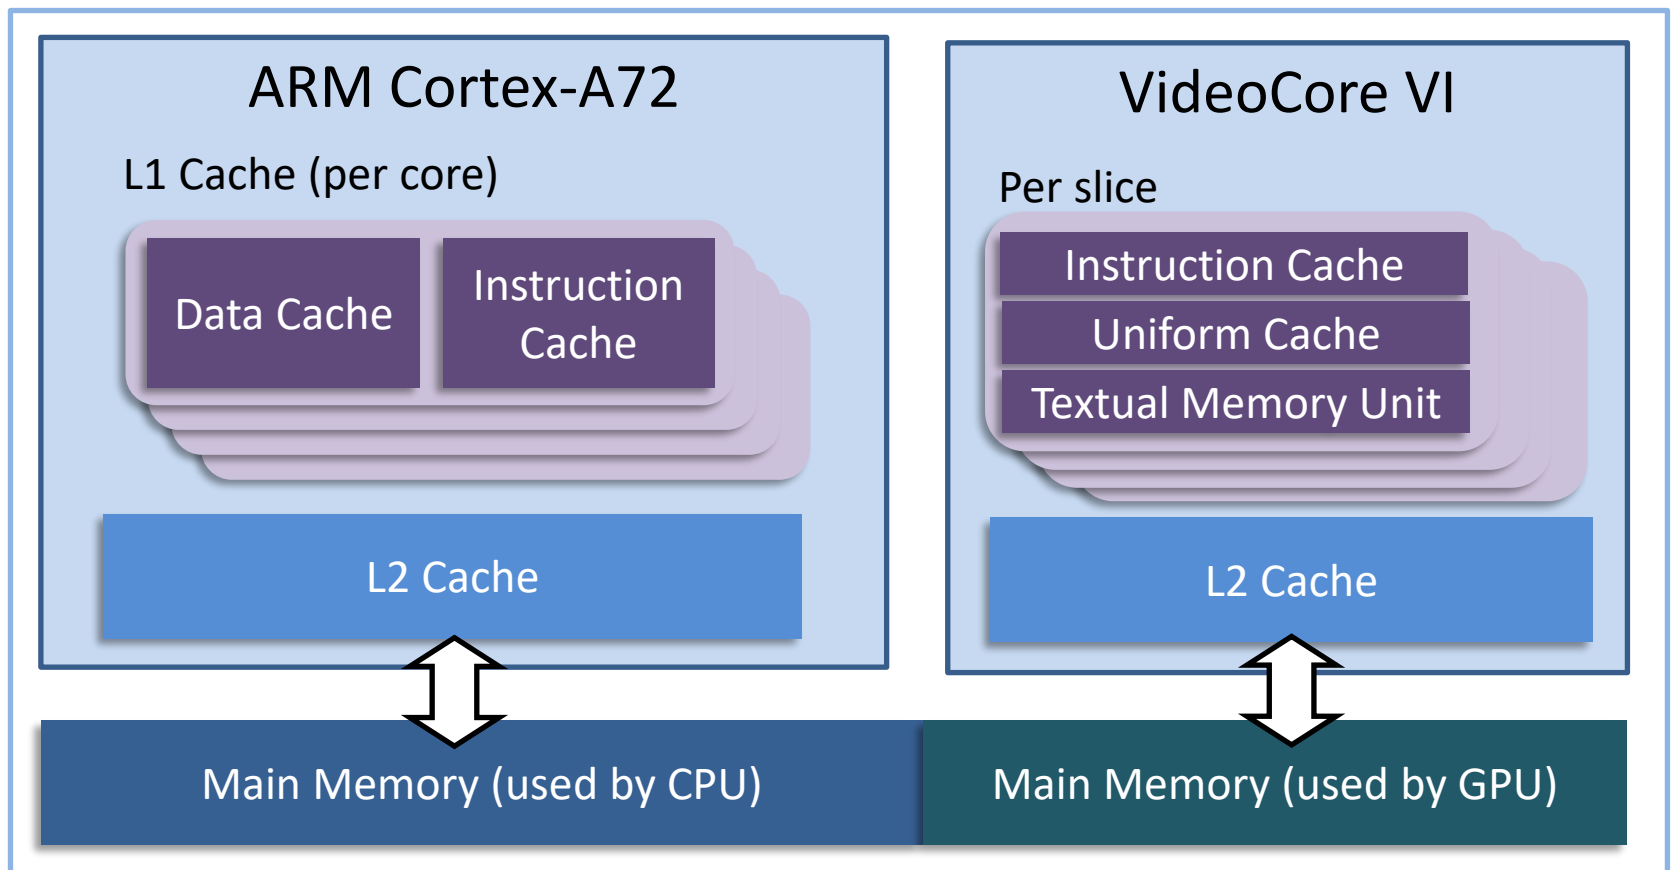 ARM Cortex-A72
L1 Cache (per core)
Data Cache
Instruction
Cache
L2 Cache
VideoCore VI
Per slice
Instruction Cache
Uniform Cache
Textual Memory Unit
L2 Cache
Main Memory (used by CPU)
Main Memory (used by GPU)